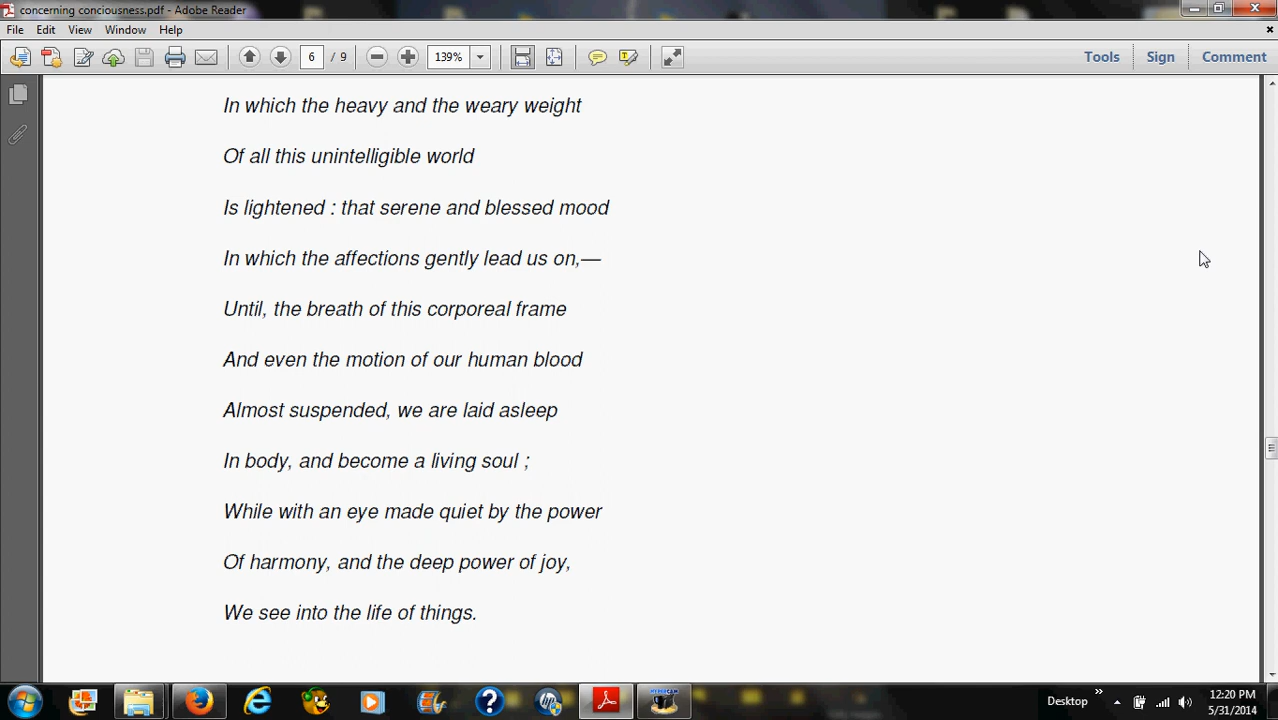 concerning conciousness.pdf - Adobe Reader
File Edit View Window Help
6 / 9 139% Tools Sign Comment
In which the heavy and the weary weight
Of all this unintelligible world
Is lightened : that serene and blessed mood
In which the affections gently lead us on,—
Until, the breath of this corporeal frame
And even the motion of our human blood
Almost suspended, we are laid asleep
In body, and become a living soul ;
While with an eye made quiet by the power
Of harmony, and the deep power of joy,
We see into the life of things.
Desktop
12:20 PM
5/31/2014